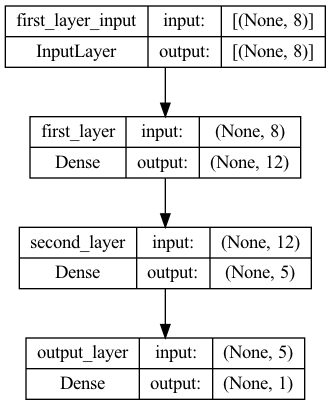 first_layer_input input: [(None, 8)]
InputLayer output: [(None, 8)]
first_layer input: (None, 8)
Dense output: (None, 12)
second_layer input: (None, 12)
Dense output: (None, 5)
output_layer input: (None, 5)
Dense output: (None, 1)